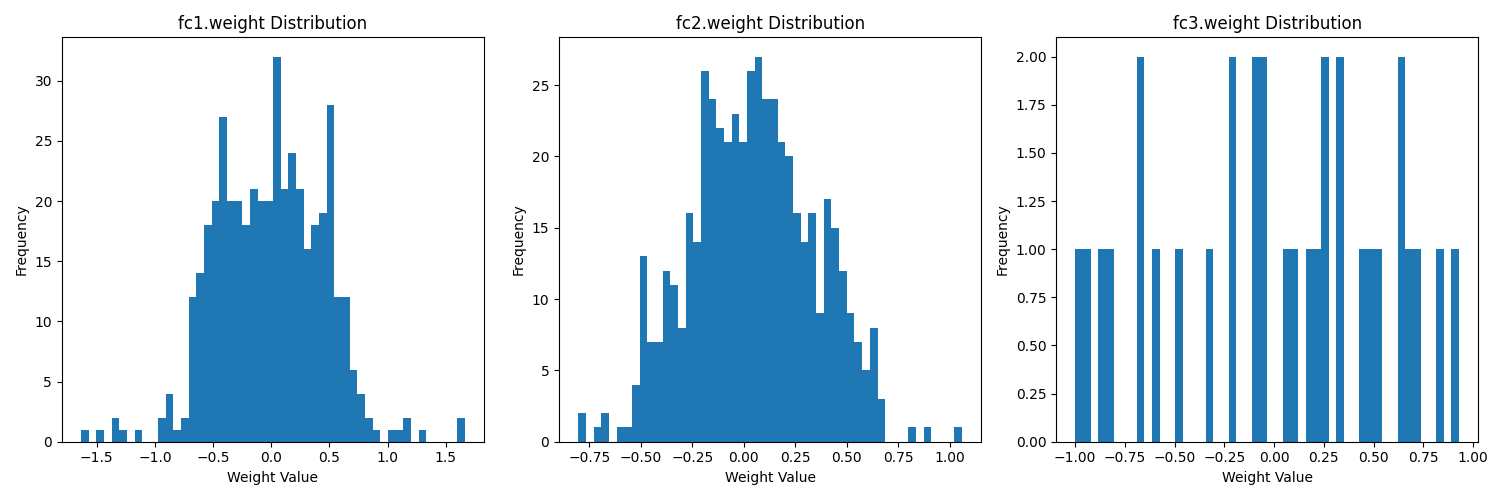 fc1.weight Distribution
Frequency
30
25
20
15
10
5
0
−1.5 −1.0 −0.5 0.0 0.5 1.0 1.5
Weight Value
fc2.weight Distribution
Frequency
25
20
15
10
5
0
−0.75 −0.50 −0.25 0.00 0.25 0.50 0.75 1.00
Weight Value
fc3.weight Distribution
Frequency
2.00
1.75
1.50
1.25
1.00
0.75
0.50
0.25
0.00
−1.00 −0.75 −0.50 −0.25 0.00 0.25 0.50 0.75 1.00
Weight Value